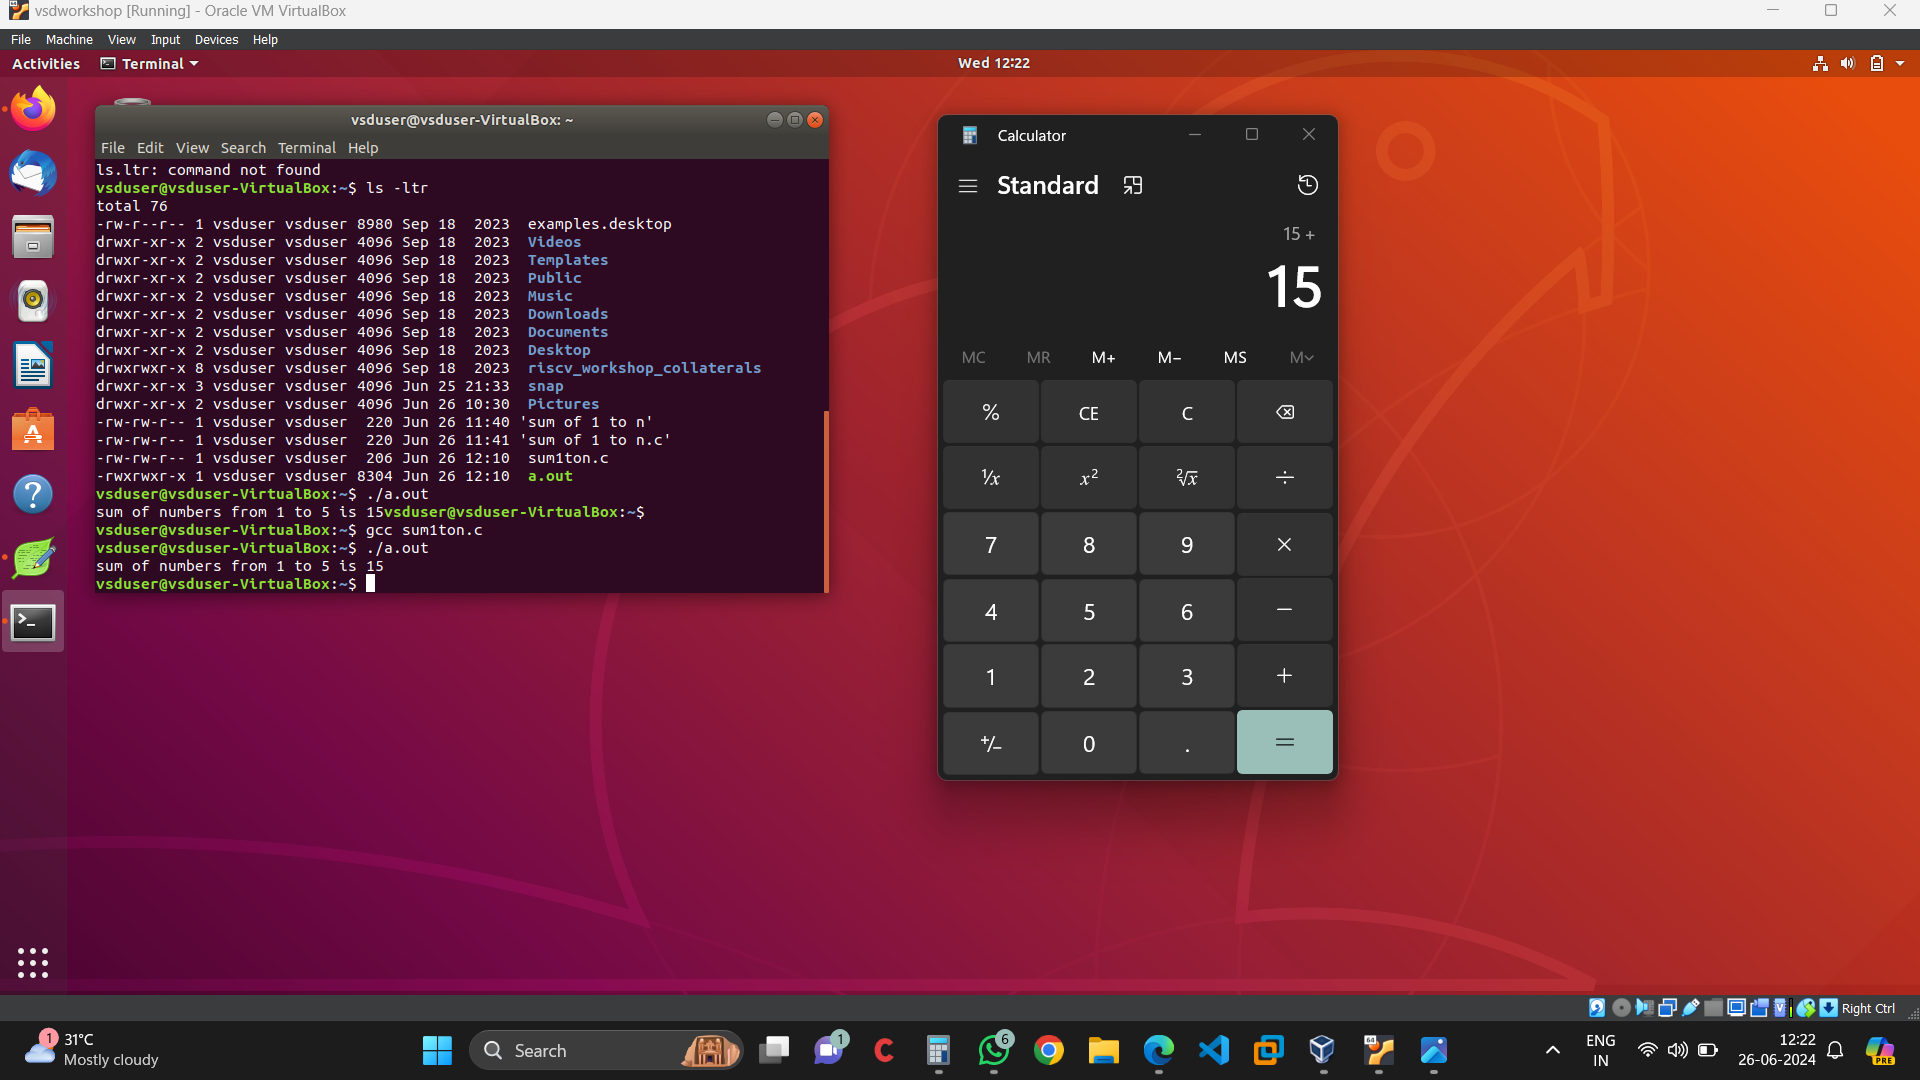 vsdworkshop [Running] - Oracle VM VirtualBox
File Machine View Input Devices Help
Activities Terminal Wed 12:22
vsduser@vsduser-VirtualBox: ~
File Edit View Search Terminal Help
ls.ltr: command not found
vsduser@vsduser-VirtualBox:~$ ls -ltr
total 76
-rw-r--r-- 1 vsduser vsduser 8980 Sep 18  2023  examples.desktop
drwxr-xr-x 2 vsduser vsduser 4096 Sep 18  2023  Videos
drwxr-xr-x 2 vsduser vsduser 4096 Sep 18  2023  Templates
drwxr-xr-x 2 vsduser vsduser 4096 Sep 18  2023  Public
drwxr-xr-x 2 vsduser vsduser 4096 Sep 18  2023  Music
drwxr-xr-x 2 vsduser vsduser 4096 Sep 18  2023  Downloads
drwxr-xr-x 2 vsduser vsduser 4096 Sep 18  2023  Documents
drwxr-xr-x 2 vsduser vsduser 4096 Sep 18  2023  Desktop
drwxrwxr-x 8 vsduser vsduser 4096 Sep 18  2023  riscv_workshop_collaterals
drwxr-xr-x 3 vsduser vsduser 4096 Jun 25 21:33  snap
drwxr-xr-x 2 vsduser vsduser 4096 Jun 26 10:30  Pictures
-rw-rw-r-- 1 vsduser vsduser  220 Jun 26 11:40 'sum of 1 to n'
-rw-rw-r-- 1 vsduser vsduser  220 Jun 26 11:41 'sum of 1 to n.c'
-rw-rw-r-- 1 vsduser vsduser  206 Jun 26 12:10  sum1ton.c
-rwxrwxr-x 1 vsduser vsduser 8304 Jun 26 12:10  a.out
vsduser@vsduser-VirtualBox:~$ ./a.out
sum of numbers from 1 to 5 is 15vsduser@vsduser-VirtualBox:~$
vsduser@vsduser-VirtualBox:~$ gcc sum1ton.c
vsduser@vsduser-VirtualBox:~$ ./a.out
sum of numbers from 1 to 5 is 15
vsduser@vsduser-VirtualBox:~$
Calculator
Standard
15 +
15
MC MR M+ M− MS M
% CE C
¹/x x² ²√x ÷
7 8 9 ×
4 5 6 −
1 2 3 +
+/− 0 . =
Right Ctrl
1
31°C
Mostly cloudy
Search
1
6
64
ENG
IN
12:22
26-06-2024
PRE